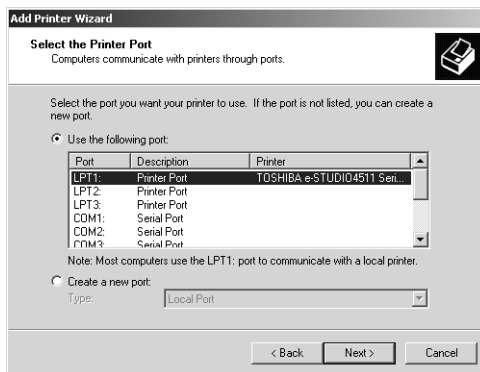 Add Printer Wizard
Select the Printer Port
Computers communicate with printers through ports.
Select the port you want your printer to use. If the port is not listed, you can create a
new port.
Use the following port:
Port Description Printer
LPT1: Printer Port TOSHIBA e-STUDIO4511 Seri...
LPT2: Printer Port
LPT3: Printer Port
COM1: Serial Port
COM2: Serial Port
COM3: Serial Port
Note: Most computers use the LPT1: port to communicate with a local printer.
Create a new port:
Type: Local Port
< Back Next > Cancel